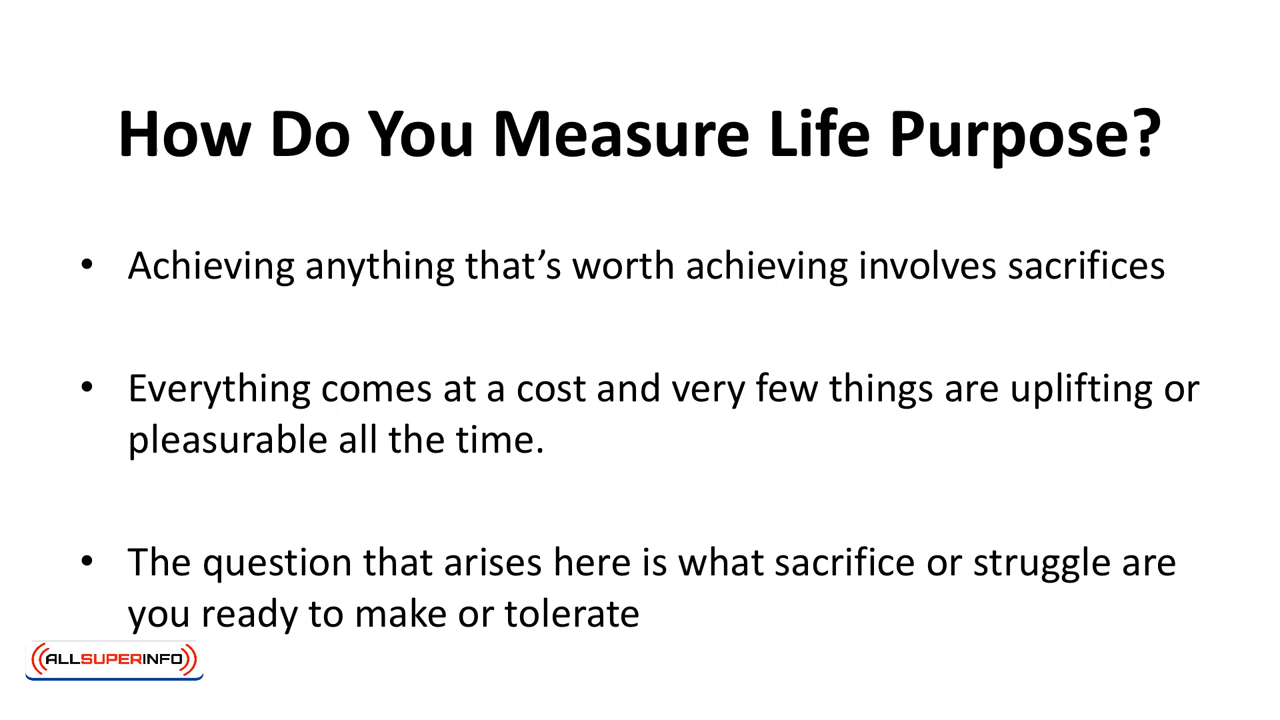 How Do You Measure Life Purpose?
• Achieving anything that’s worth achieving involves sacrifices
• Everything comes at a cost and very few things are uplifting or
pleasurable all the time.
• The question that arises here is what sacrifice or struggle are
you ready to make or tolerate
ALLSUPERINFO